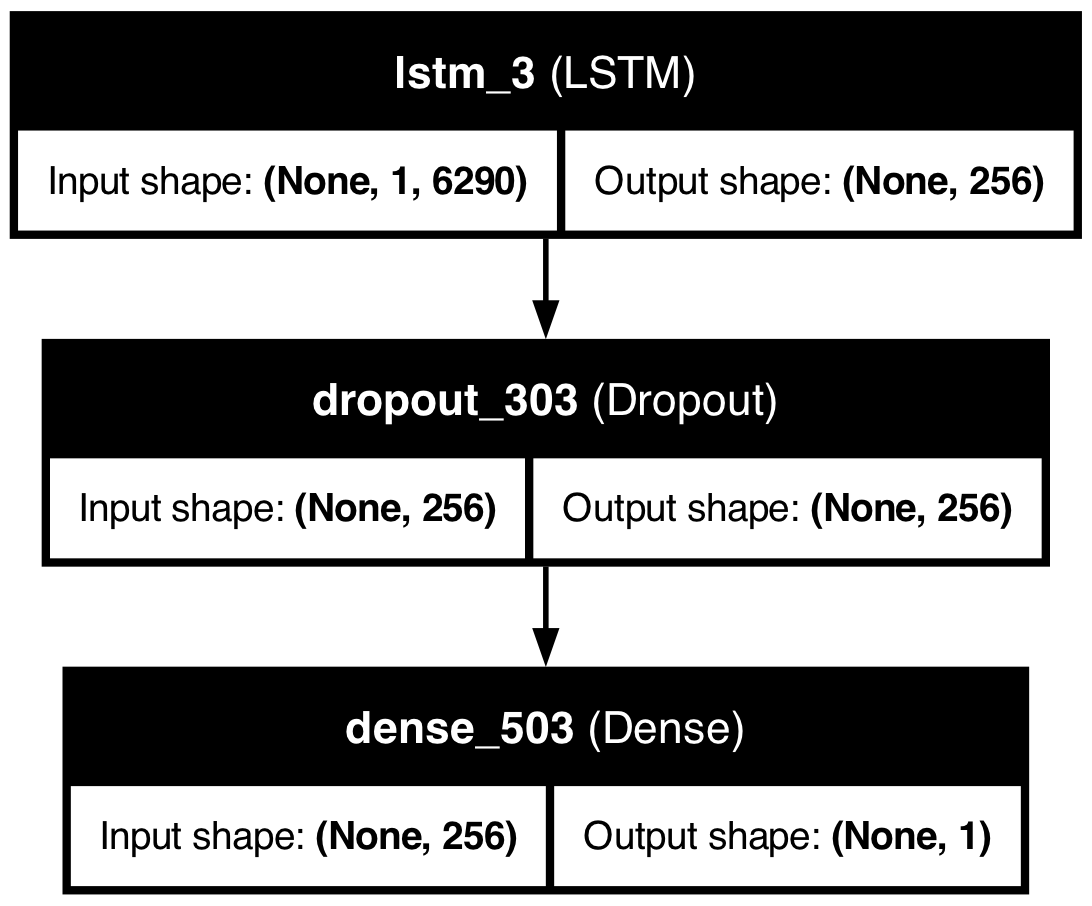 lstm_3 (LSTM)
Input shape: (None, 1, 6290) Output shape: (None, 256)
dropout_303 (Dropout)
Input shape: (None, 256) Output shape: (None, 256)
dense_503 (Dense)
Input shape: (None, 256) Output shape: (None, 1)